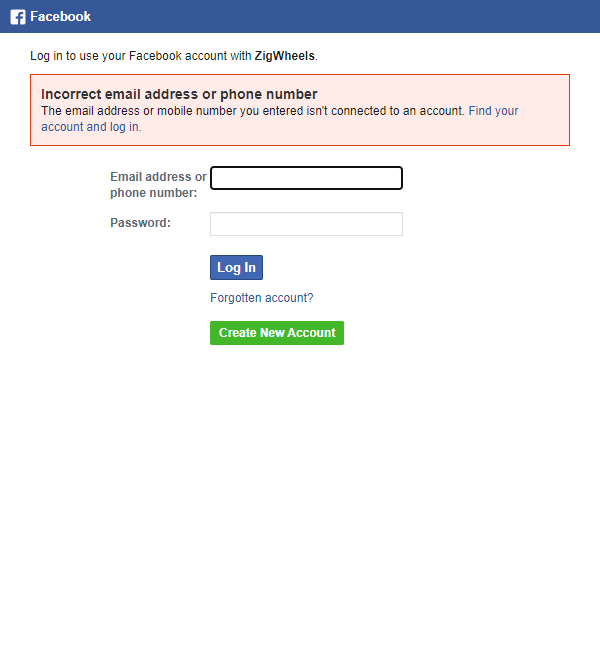 Facebook
Log in to use your Facebook account with ZigWheels.
Incorrect email address or phone number
The email address or mobile number you entered isn't connected to an account. Find your
account and log in.
Email address or
phone number:
Password:
Log In
Forgotten account?
Create New Account